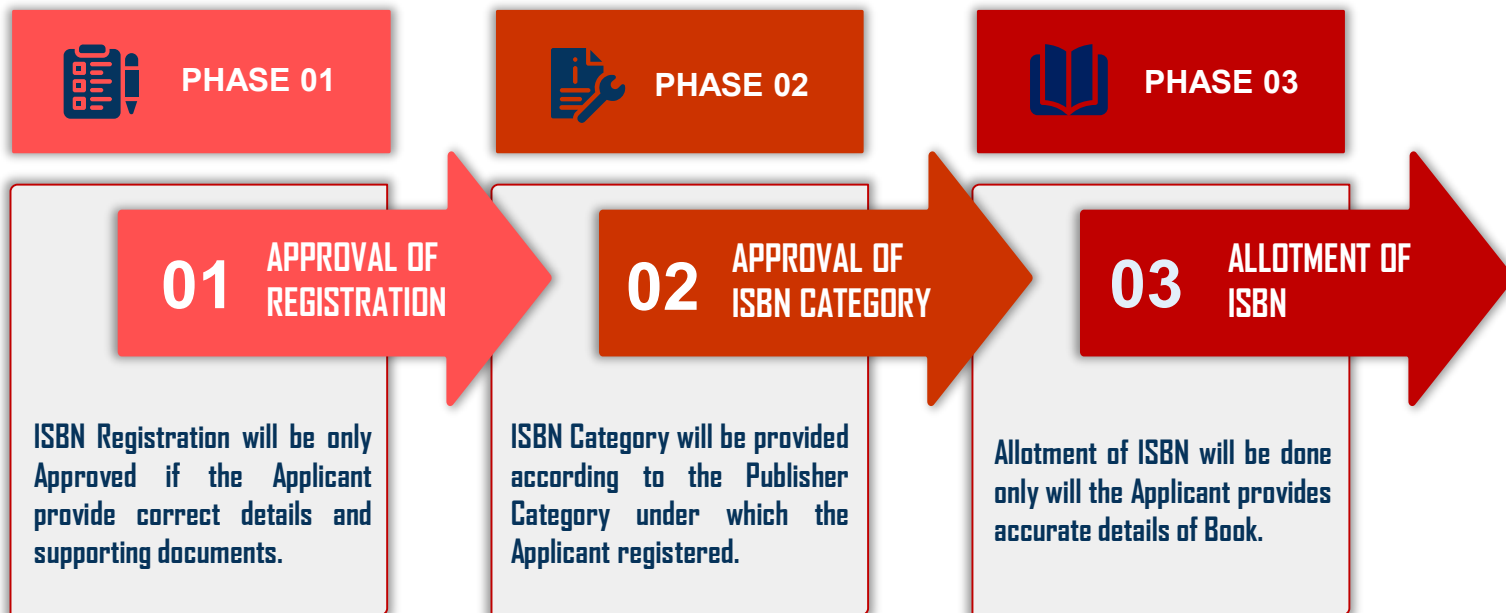 PHASE 01
PHASE 02
PHASE 03
01
APPROVAL OF
REGISTRATION
ISBN Registration will be only
Approved if the Applicant
provide correct details and
supporting documents.
02
APPROVAL OF
ISBN CATEGORY
ISBN Category will be provided
according to the Publisher
Category under which the
Applicant registered.
03
ALLOTMENT OF
ISBN
Allotment of ISBN will be done
only will the Applicant provides
accurate details of Book.